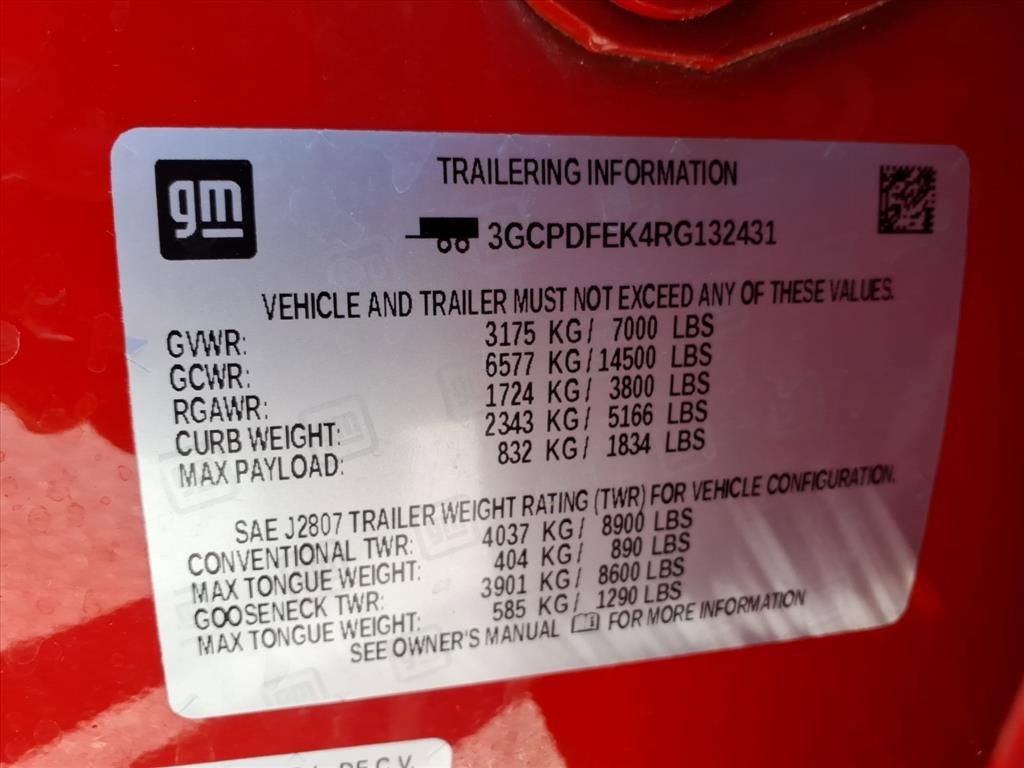 gm
TRAILERING INFORMATION
3GCPDFEK4RG132431
VEHICLE AND TRAILER MUST NOT EXCEED ANY OF THESE VALUES.
GVWR: 3175 KG/ 7000 LBS
GCWR: 6577 KG/14500 LBS
RGAWR: 1724 KG/ 3800 LBS
CURB WEIGHT: 2343 KG/ 5166 LBS
MAX PAYLOAD: 832 KG/ 1834 LBS
SAE J2807 TRAILER WEIGHT RATING (TWR) FOR VEHICLE CONFIGURATION.
CONVENTIONAL TWR: 4037 KG/ 8900 LBS
MAX TONGUE WEIGHT: 404 KG/ 890 LBS
GOOSENECK TWR: 3901 KG/ 8600 LBS
MAX TONGUE WEIGHT: 585 KG/ 1290 LBS
SEE OWNER'S MANUAL FOR MORE INFORMATION
DE C.V.